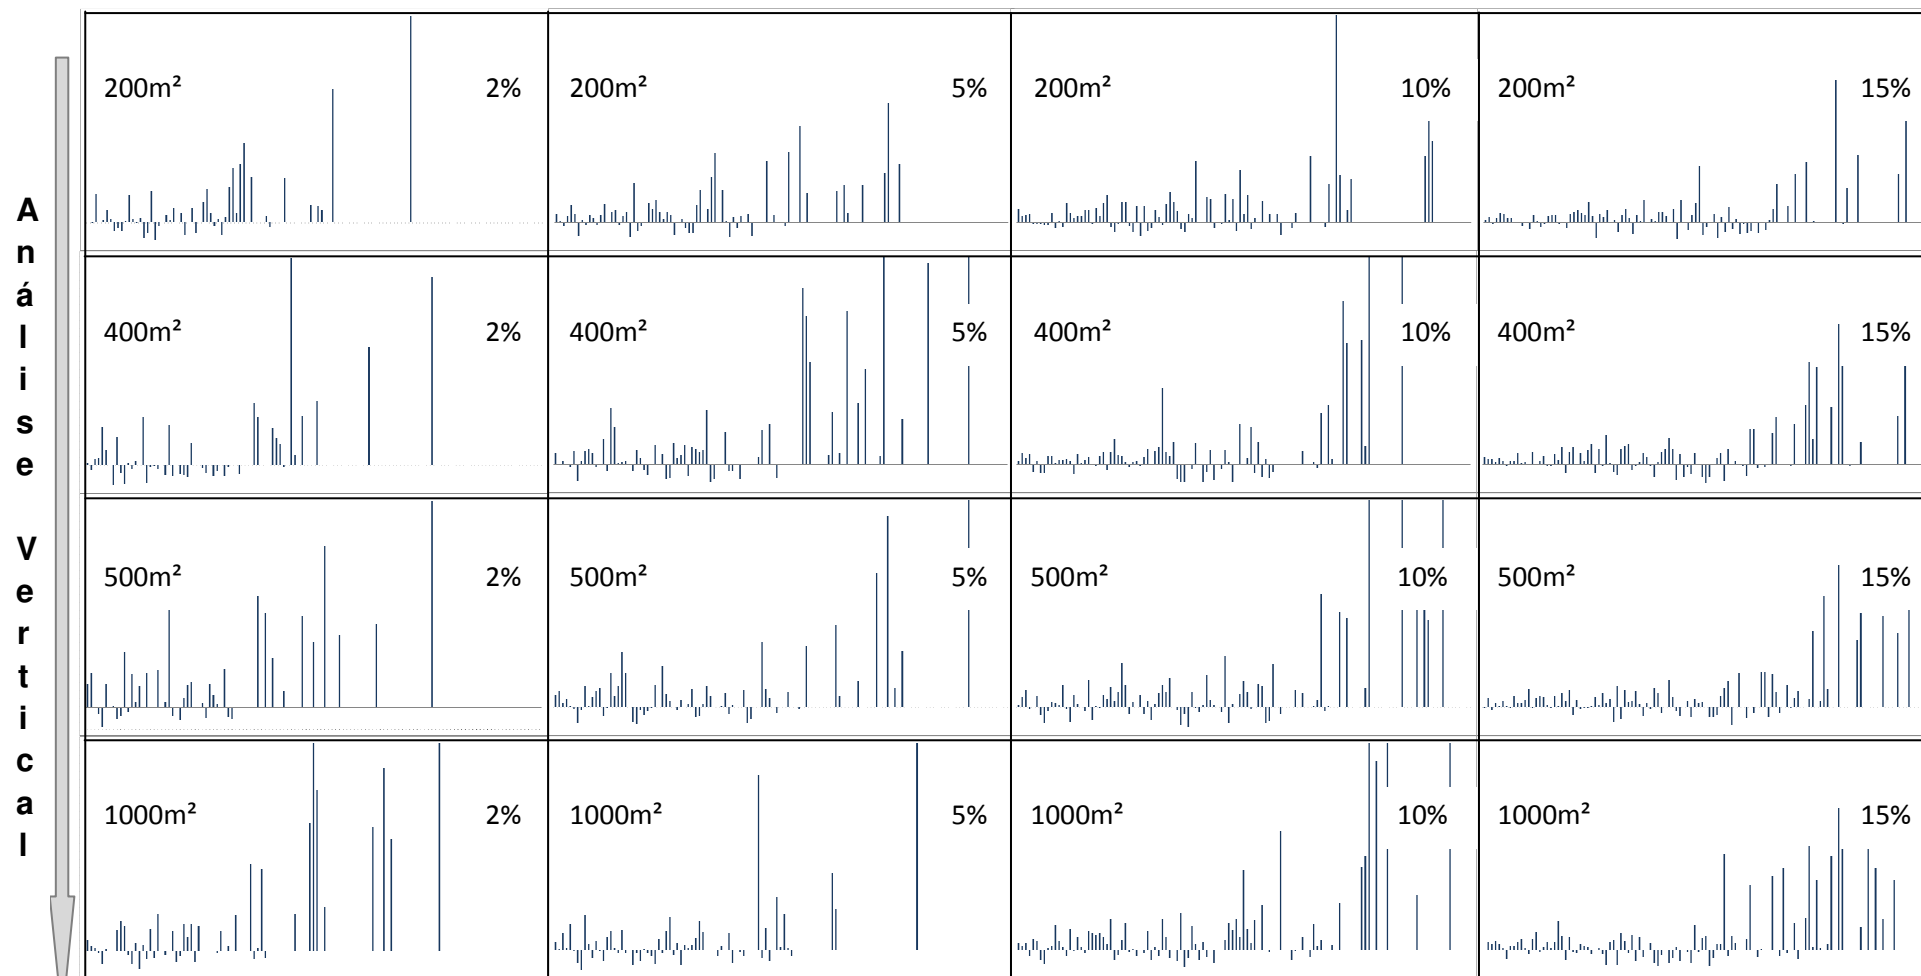 Análise Vertical
200m² 2% 200m² 5% 200m² 10% 200m² 15%
400m² 2% 400m² 5% 400m² 10% 400m² 15%
500m² 2% 500m² 5% 500m² 10% 500m² 15%
1000m² 2% 1000m² 5% 1000m² 10% 1000m² 15%